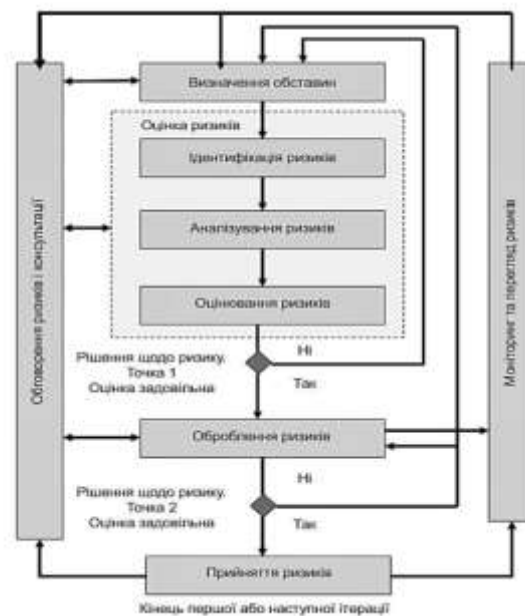 Визначення обставин
Оцінка ризиків
Ідентифікація ризиків
Аналізування ризиків
Оцінювання ризиків
Обговорення ризиків і консультації
Моніторинг та перегляд ризиків
Рішення щодо ризику.
Точка 1
Оцінка задовільна
Ні
Так
Оброблення ризиків
Рішення щодо ризику.
Точка 2
Оцінка задовільна
Ні
Так
Прийняття ризиків
Кінець першої або наступної ітерації